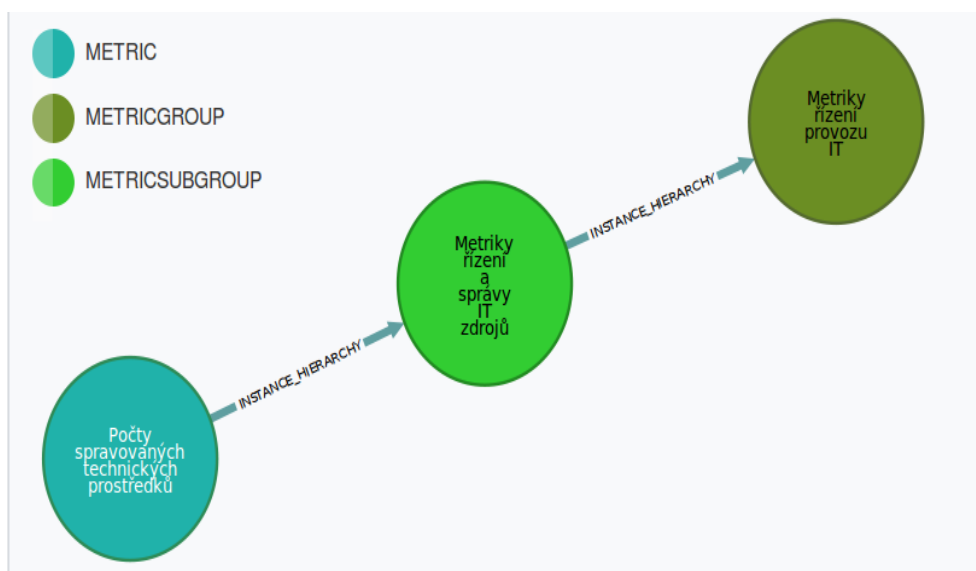 METRIC
METRICGROUP
METRICSUBGROUP
Metriky
řízení
provozu
IT
INSTANCE_HIERARCHY
Metriky
řízení
a
správy
IT
zdrojů
INSTANCE_HIERARCHY
Počty
spravovaných
technických
prostředků